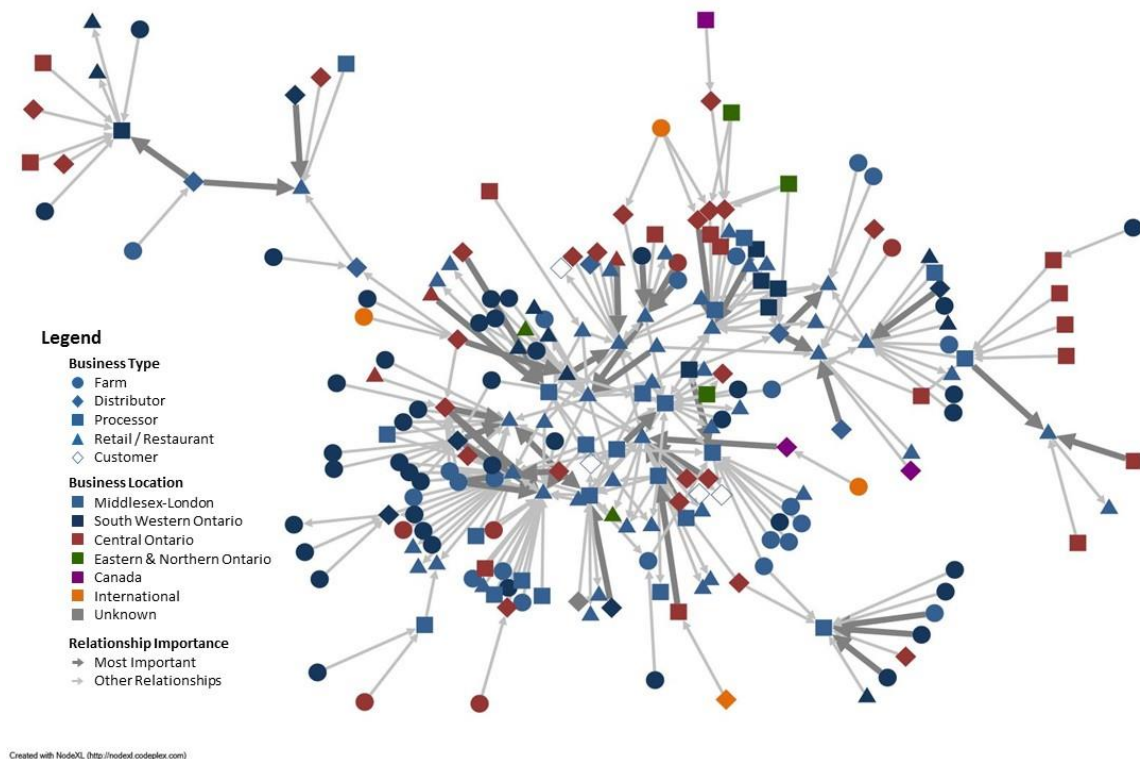 Legend
Business Type
Farm
Distributor
Processor
Retail / Restaurant
Customer
Business Location
Middlesex-London
South Western Ontario
Central Ontario
Eastern & Northern Ontario
Canada
International
Unknown
Relationship Importance
Most Important
Other Relationships
Created with NodeXL (http://nodexl.codeplex.com)